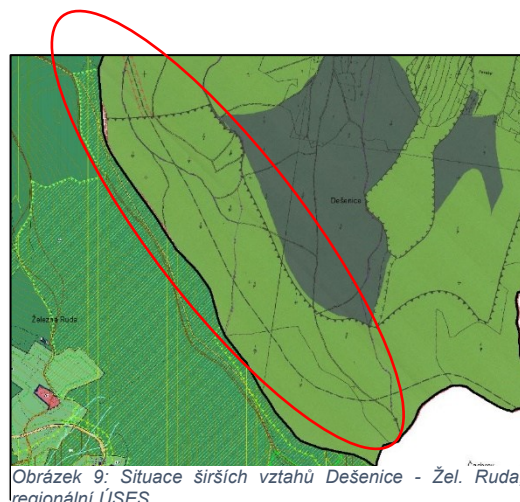 Dešenice
Železná Ruda
Obrázek 9: Situace širších vztahů Dešenice - Žel. Ruda
regionální ÚSES